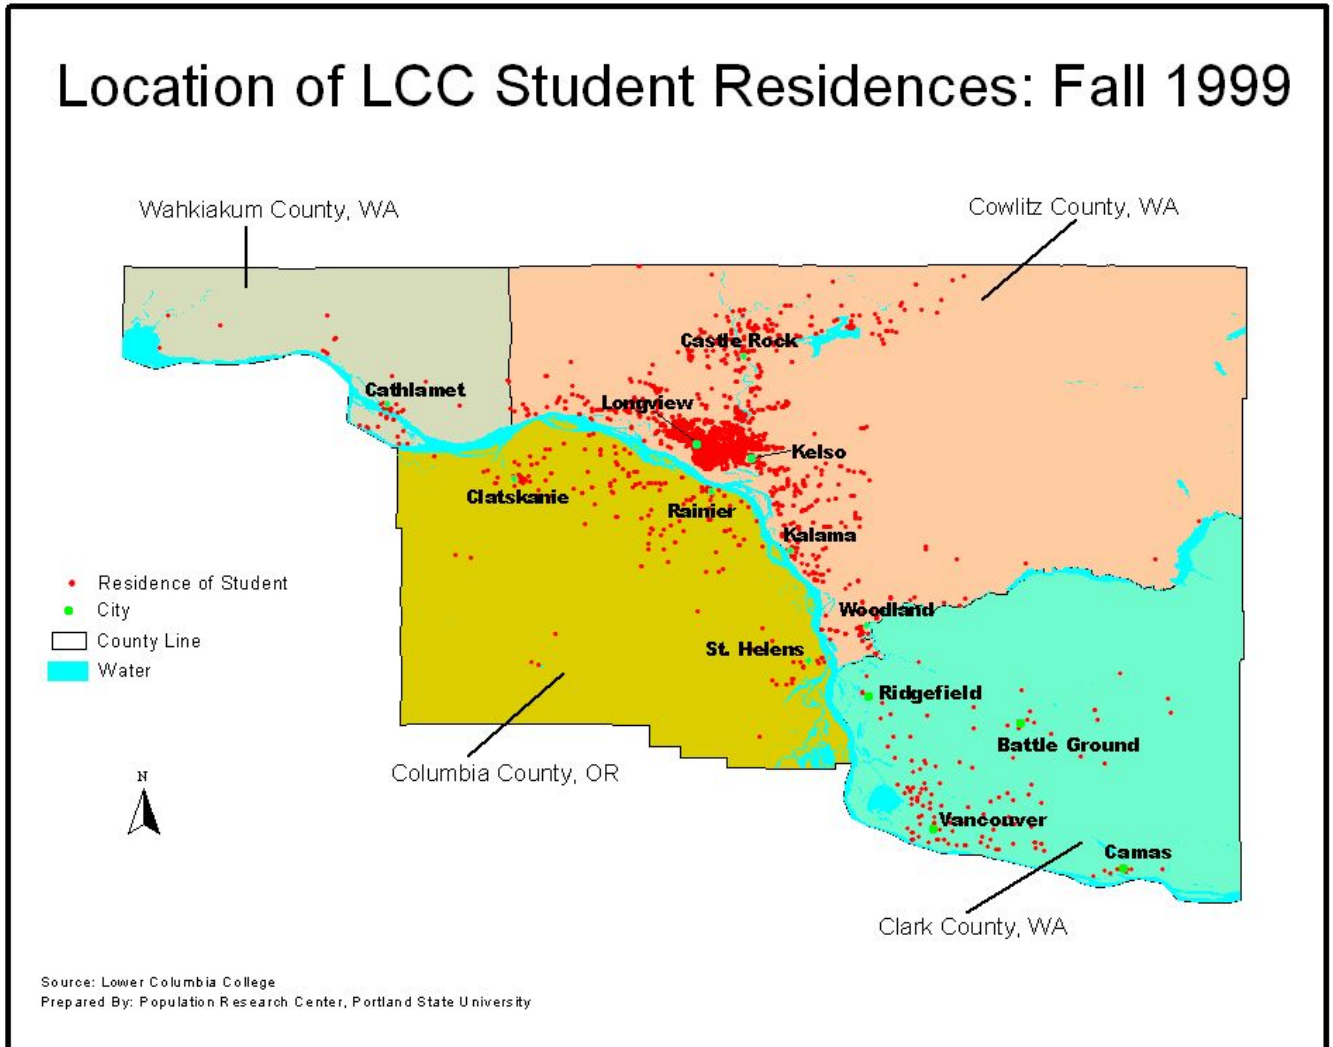 Location of LCC Student Residences: Fall 1999
Wahkiakum County, WA
Cowlitz County, WA
Castle Rock
Cathlamet
Longview
Kelso
Clatskanie
Rainier
Kalama
Residence of Student
City
County Line
Water
Woodland
St. Helens
Ridgefield
Battle Ground
Columbia County, OR
N
Vancouver
Camas
Clark County, WA
Source: Lower Columbia College
Prepared By: Population Research Center, Portland State University